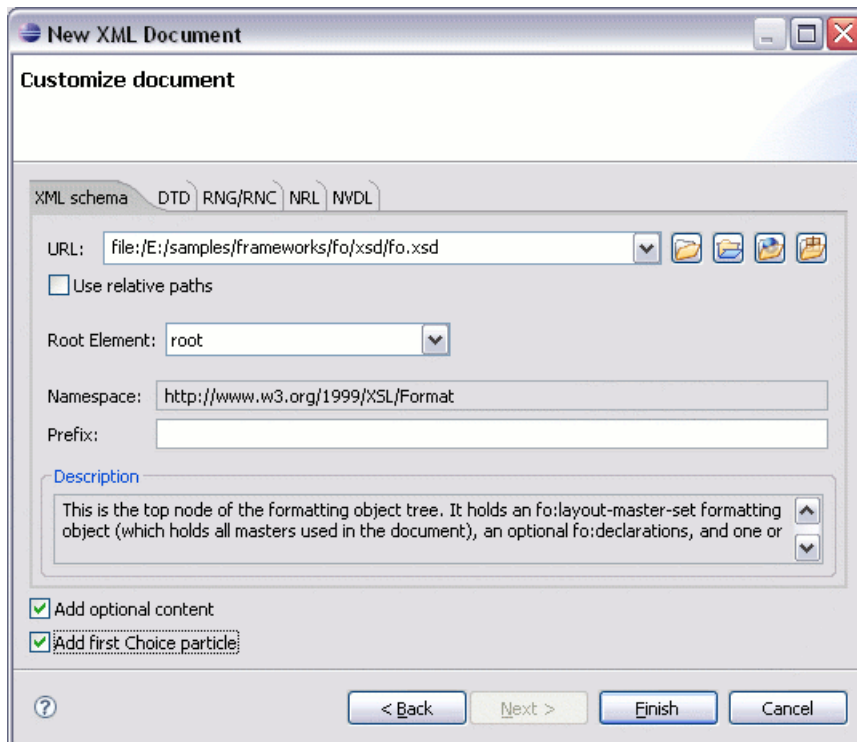 New XML Document
Customize document
XML schema DTD RNG/RNC NRL NVDL
URL: file:/E:/samples/frameworks/fo/xsd/fo.xsd
Use relative paths
Root Element: root
Namespace: http://www.w3.org/1999/XSL/Format
Prefix:
Description
This is the top node of the formatting object tree. It holds an fo:layout-master-set formatting
object (which holds all masters used in the document), an optional fo:declarations, and one or
Add optional content
Add first Choice particle
? < Back Next > Finish Cancel